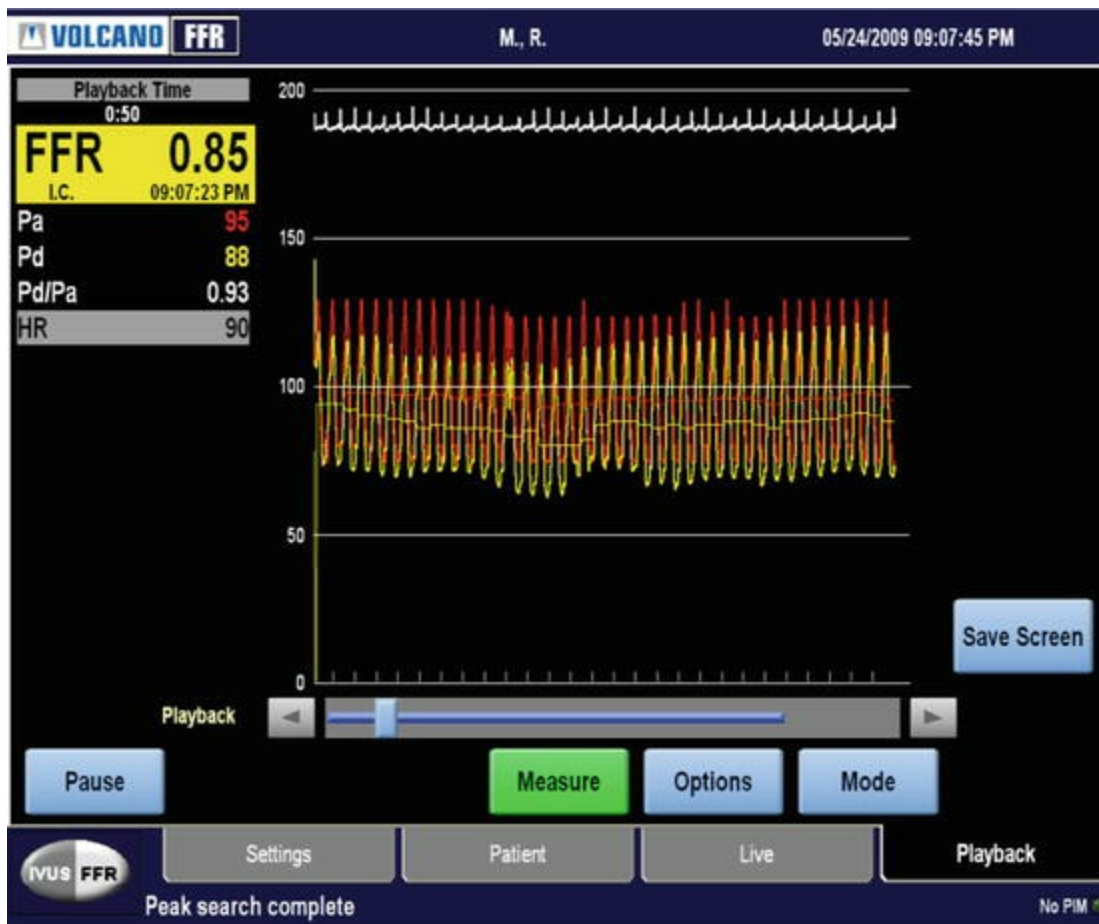 VOLCANO FFR M., R. 05/24/2009 09:07:45 PM
Playback Time
0:50
FFR 0.85
I.C. 09:07:23 PM
Pa 95
Pd 88
Pd/Pa 0.93
HR 90
200
150
100
50
0
Save Screen
Playback
Pause Measure Options Mode
IVUS FFR Settings Patient Live Playback
Peak search complete No PIM